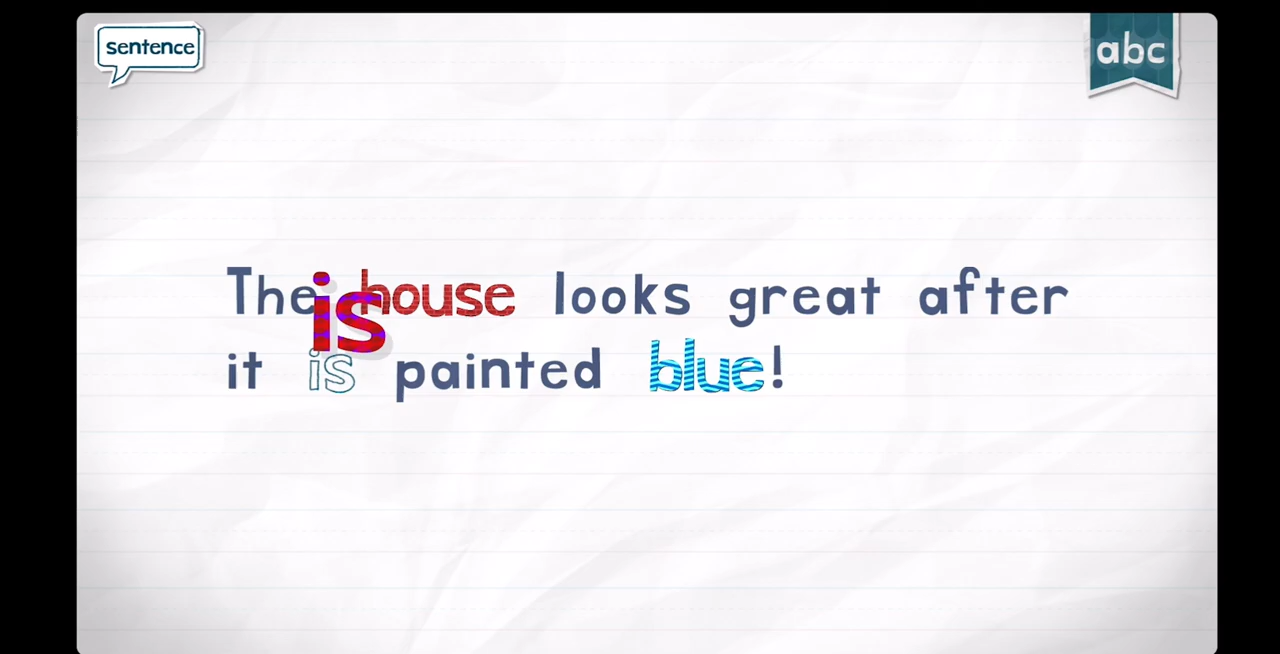 sentence
abc
The house looks great after
is
it is painted blue!